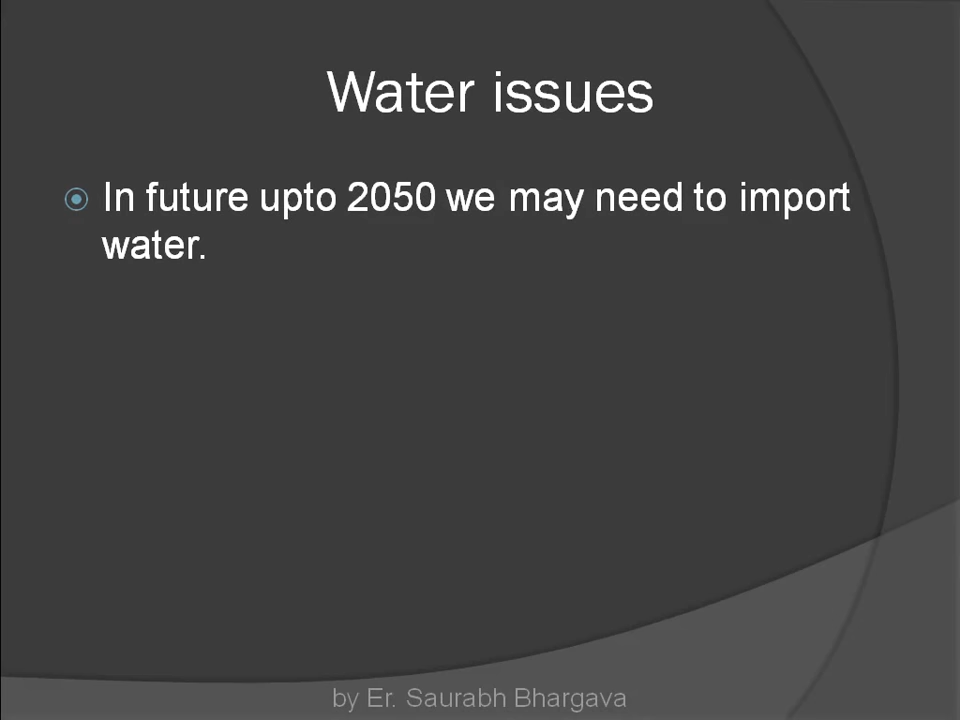 Water issues
In future upto 2050 we may need to import
water.
by Er. Saurabh Bhargava